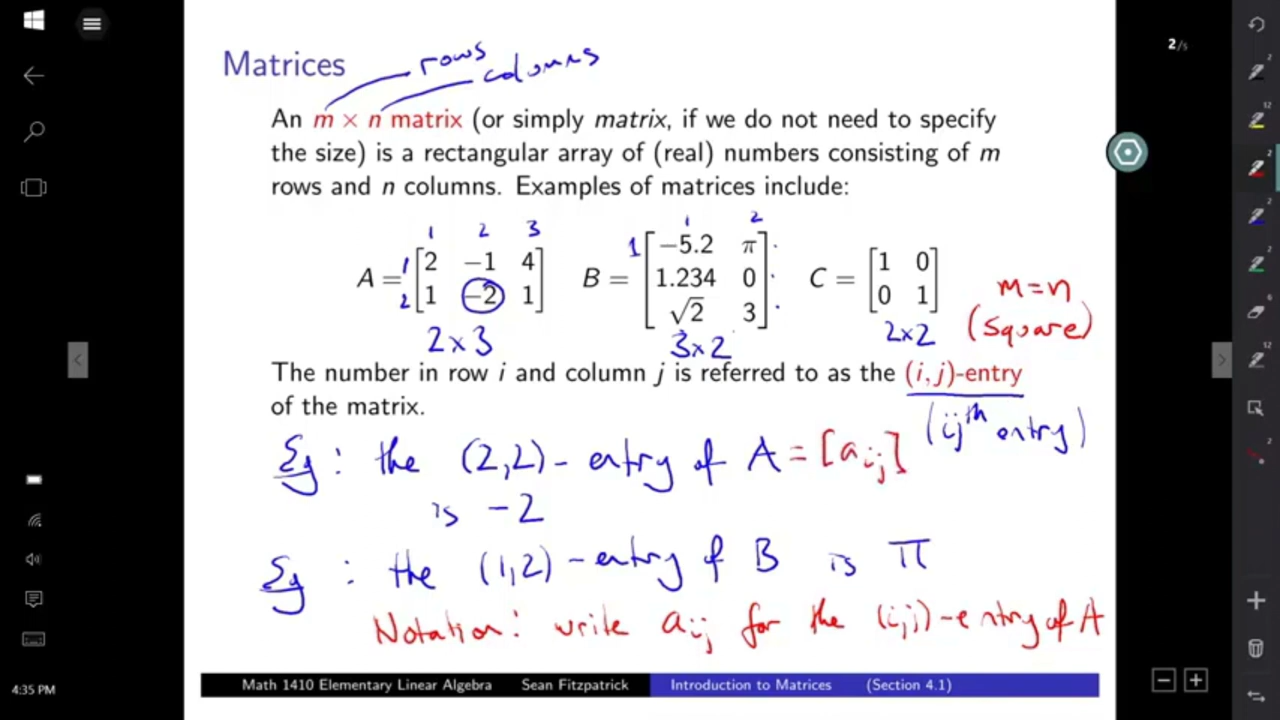 2/5
Matrices
rows
columns
An m × n matrix (or simply matrix, if we do not need to specify
the size) is a rectangular array of (real) numbers consisting of m
rows and n columns. Examples of matrices include:
1 2 3 1 2
A = 1 [2 −1 4] B = 1 [−5.2 π] C = [1 0]
2 [1 −2 1] [1.234 0] [0 1] m=n
[√2 3] (square)
2×3 3×2 2×2
The number in row i and column j is referred to as the (i, j)-entry
of the matrix.
(ijth entry)
Eg : the (2,2)-entry of A = [aij]
is -2
Eg : the (1,2)-entry of B is π
Notation: write aij for the (i,j)-entry of A
Math 1410 Elementary Linear Algebra Sean Fitzpatrick Introduction to Matrices (Section 4.1)
4:35 PM